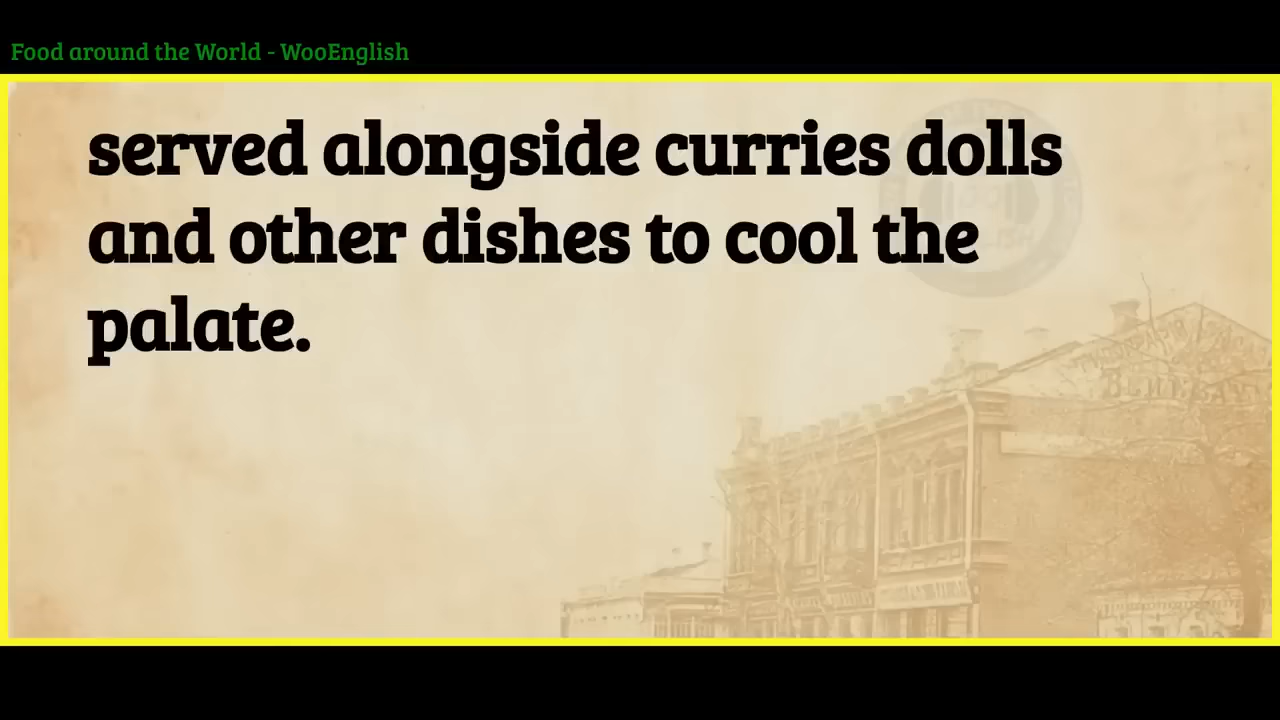 Food around the World - WooEnglish
served alongside curries dolls
and other dishes to cool the
palate.